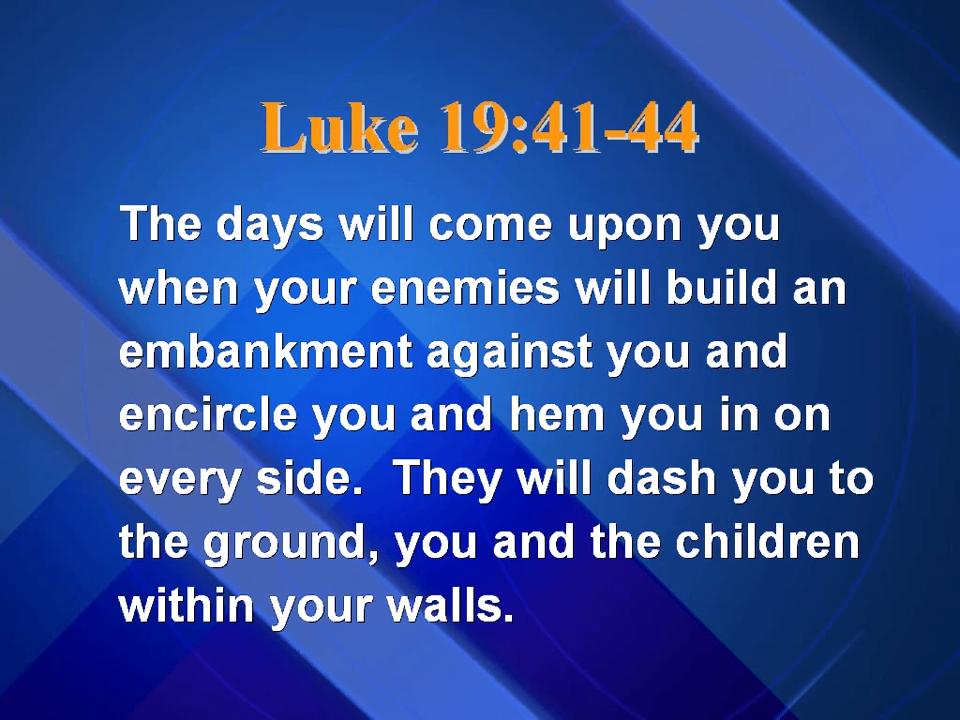 Luke 19:41-44
The days will come upon you
when your enemies will build an
embankment against you and
encircle you and hem you in on
every side.  They will dash you to
the ground, you and the children
within your walls.